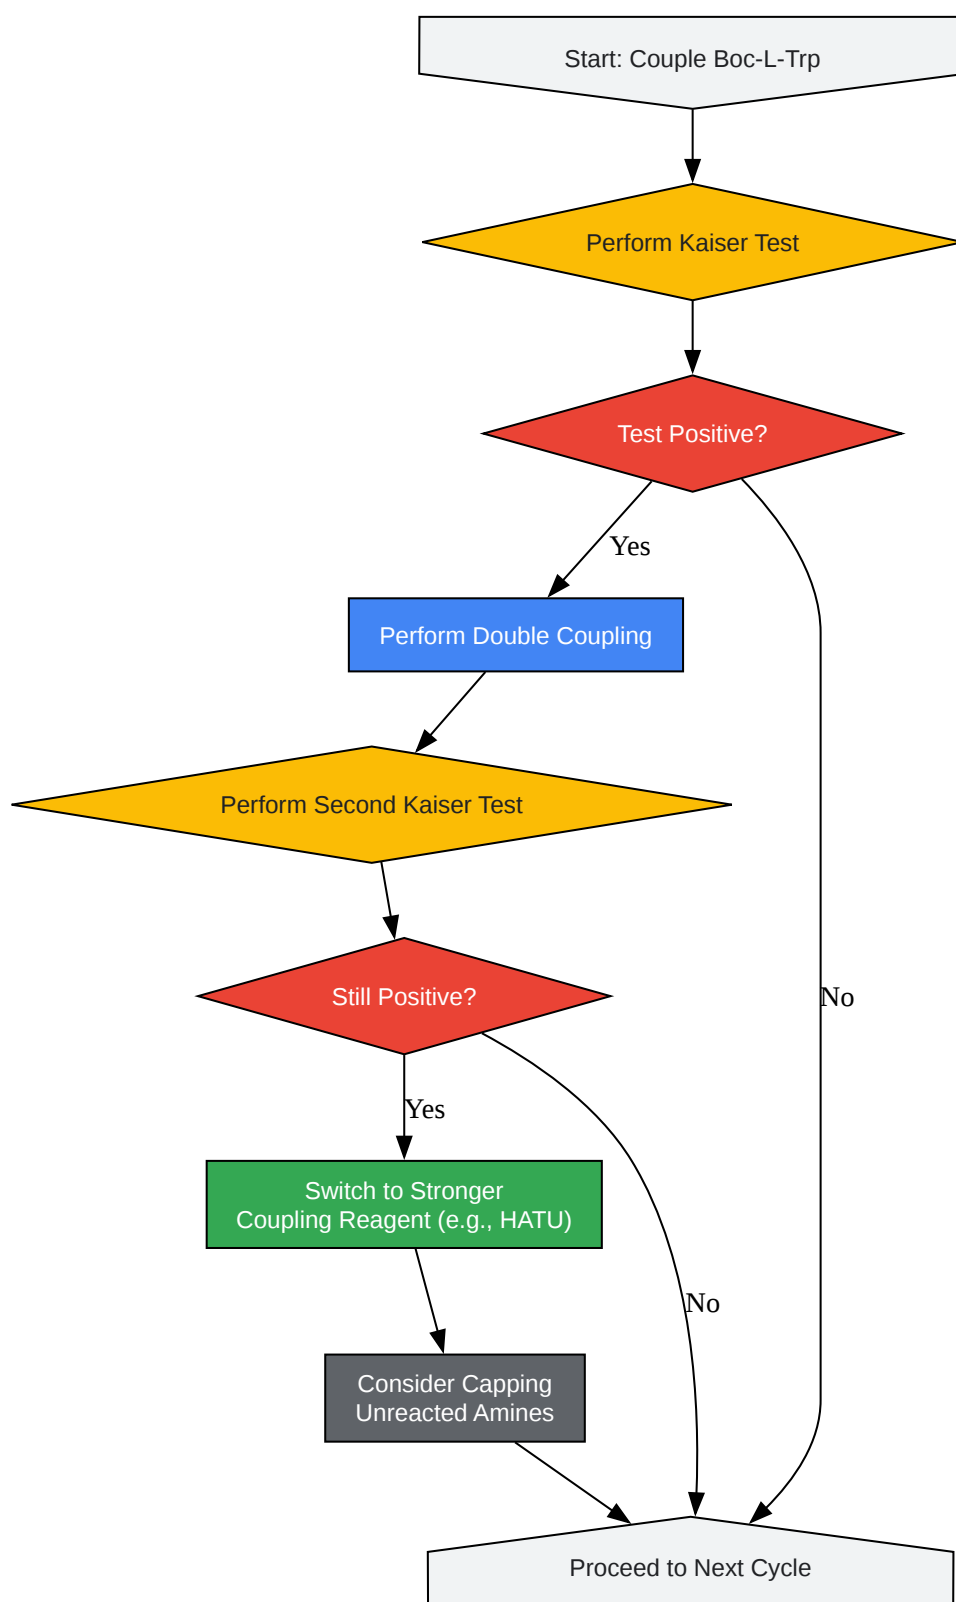 Start: Couple Boc-L-Trp
Perform Kaiser Test
Test Positive?
Yes
Perform Double Coupling
Perform Second Kaiser Test
Still Positive?
No
Yes
Switch to Stronger
Coupling Reagent (e.g., HATU)
No
Consider Capping
Unreacted Amines
Proceed to Next Cycle